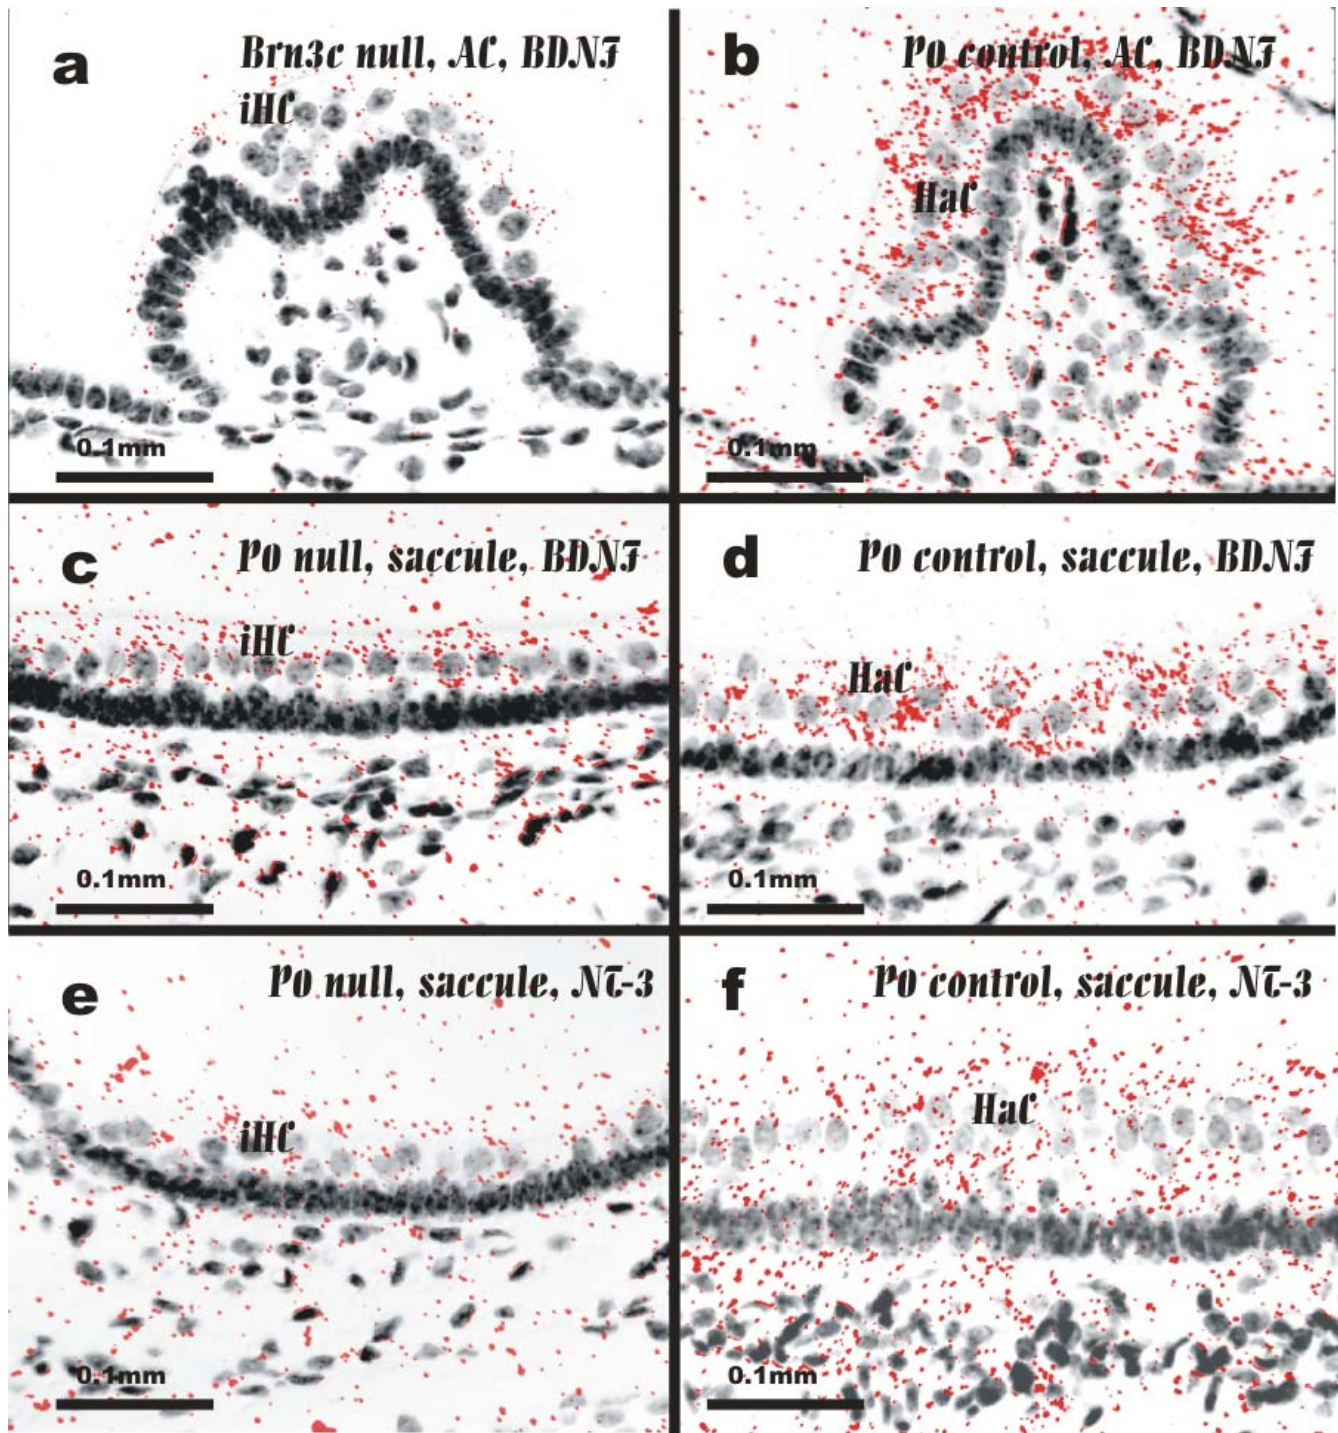 a
Brn3c null, AC, BDNF
iHC
0.1mm
b
P0 control, AC, BDNF
HaC
0.1mm
c
P0 null, saccule, BDNF
iHC
0.1mm
d
P0 control, saccule, BDNF
HaC
0.1mm
e
P0 null, saccule, NT-3
iHC
0.1mm
f
P0 control, saccule, NT-3
HaC
0.1mm